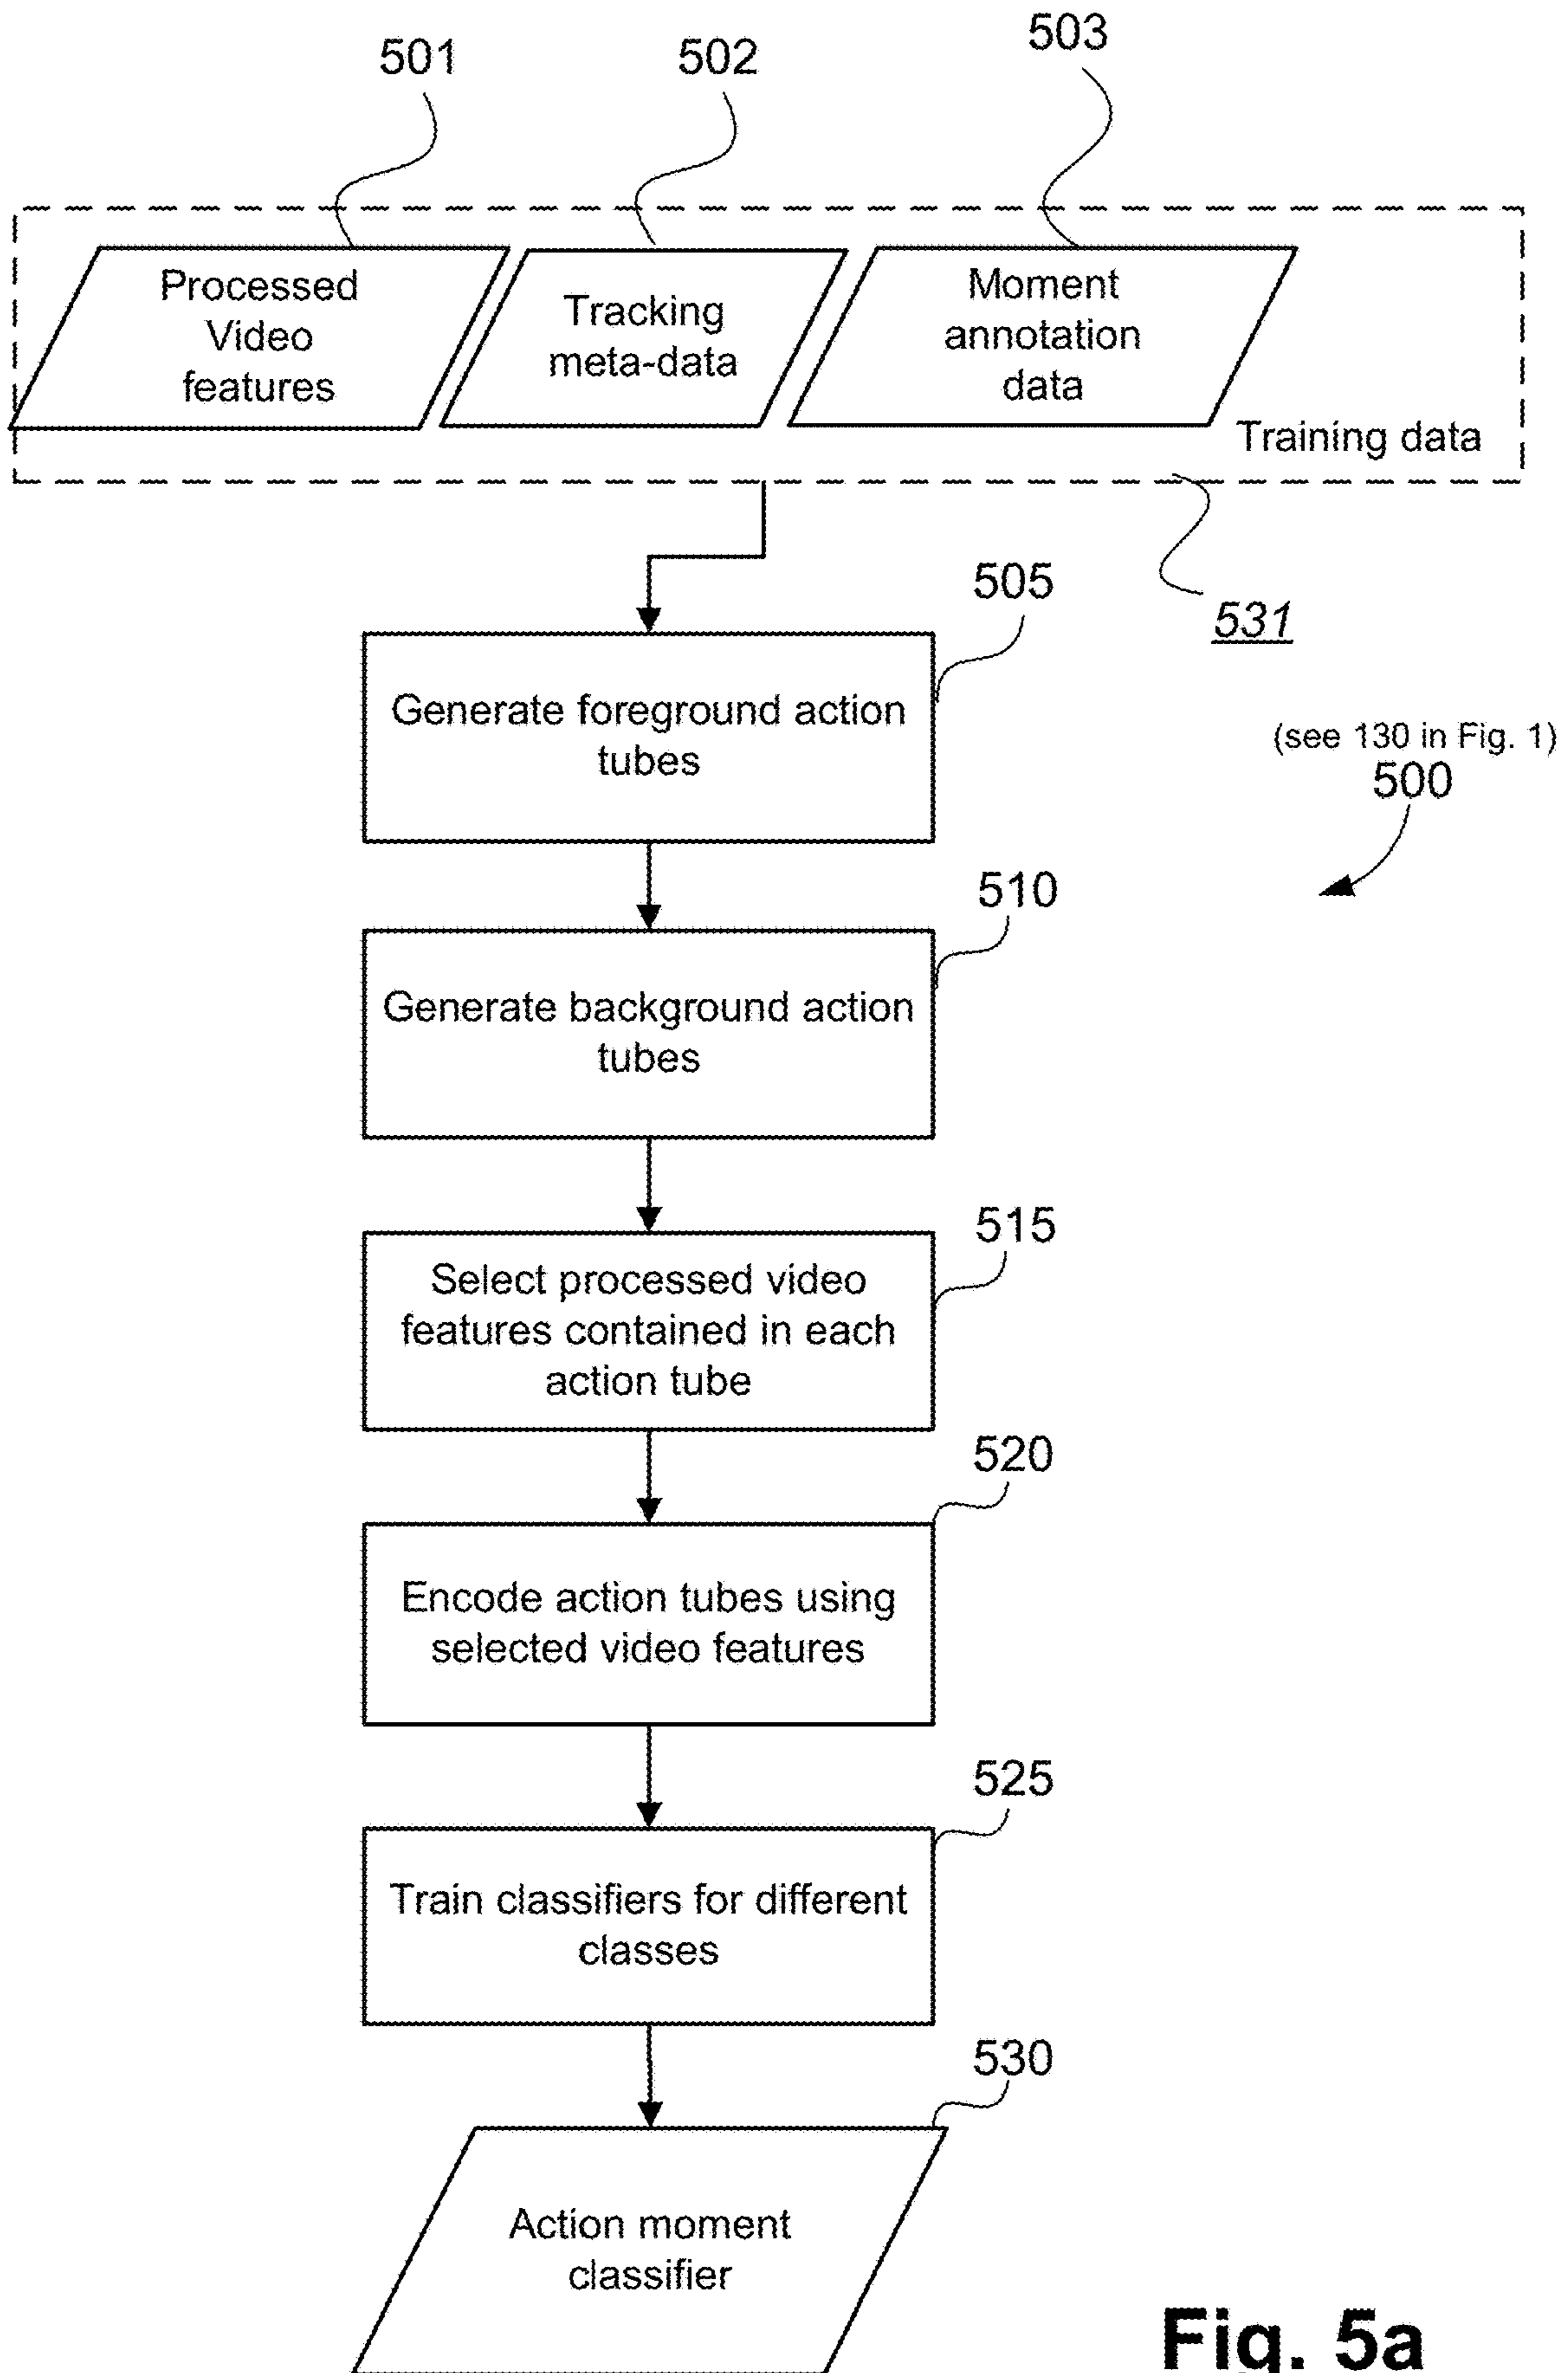 501
502
503
Processed
Video
features
Tracking
meta-data
Moment
annotation
data
Training data
531
505
Generate foreground action
tubes
(see 130 in Fig. 1)
500
510
Generate background action
tubes
515
Select processed video
features contained in each
action tube
520
Encode action tubes using
selected video features
525
Train classifiers for different
classes
530
Action moment
classifier
Fig. 5a